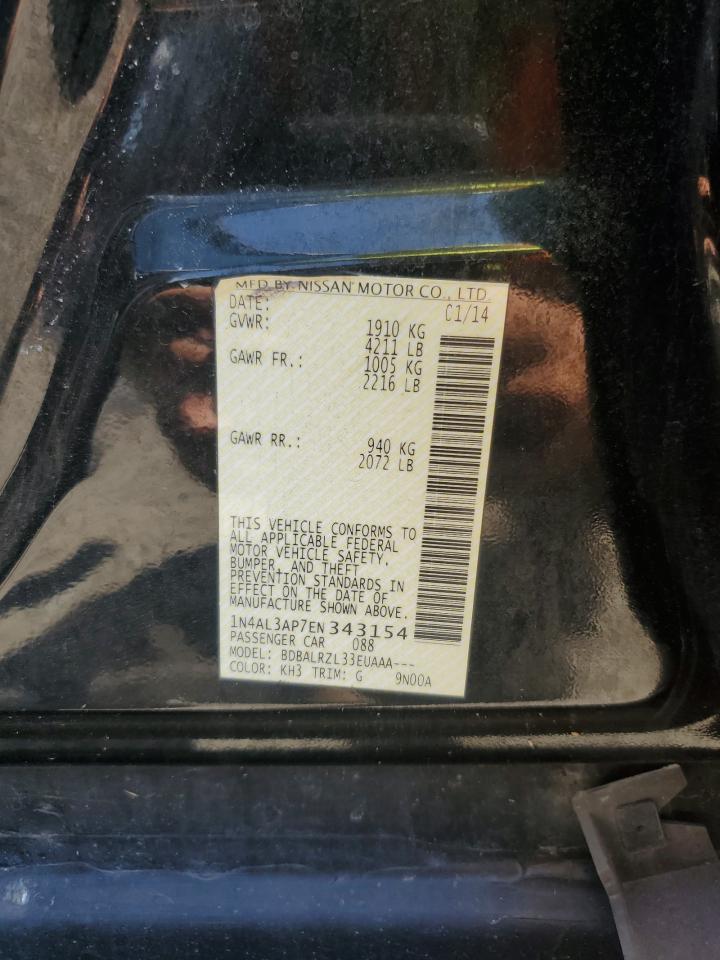 MFD BY NISSAN MOTOR CO., LTD.
DATE: 01/14
GVWR: 1910 KG
4211 LB
GAWR FR.: 1005 KG
2216 LB
GAWR RR.: 940 KG
2072 LB
THIS VEHICLE CONFORMS TO
ALL APPLICABLE FEDERAL
MOTOR VEHICLE SAFETY,
BUMPER, AND THEFT
PREVENTION STANDARDS IN
EFFECT ON THE DATE OF
MANUFACTURE SHOWN ABOVE.
1N4AL3AP7EN343154
PASSENGER CAR 088
MODEL: BDBALRZL33EUAAA---
COLOR: KH3 TRIM: G 9N00A